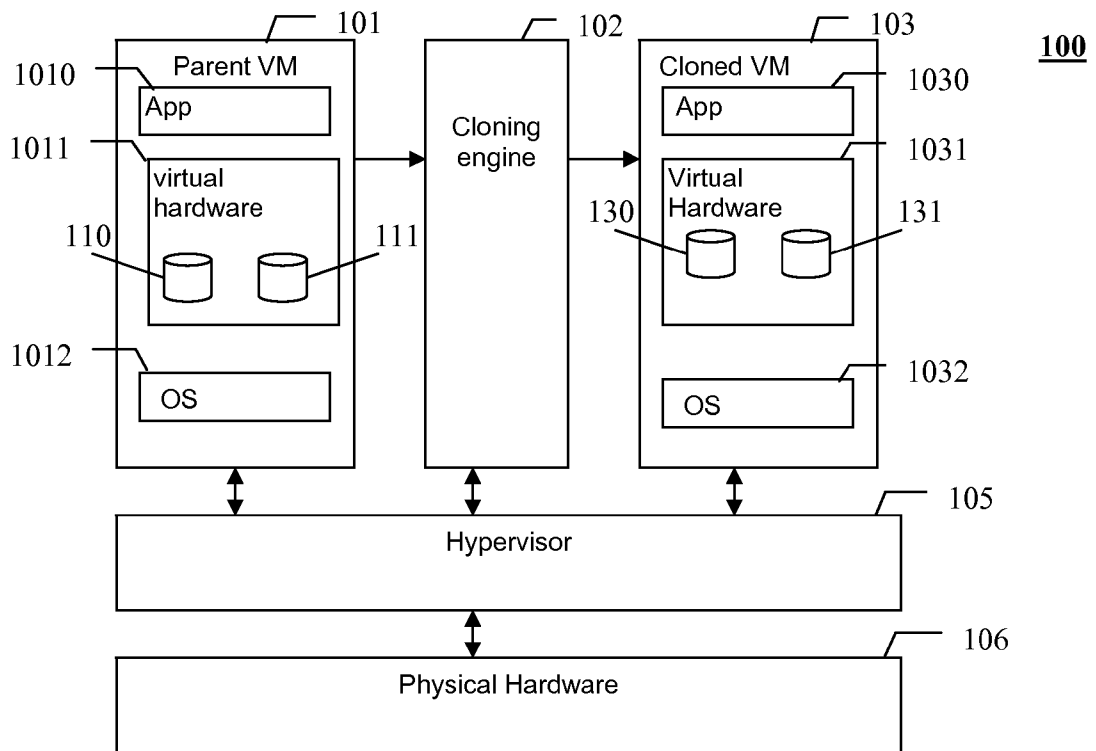 101
102
103
100
Parent VM
Cloned VM
1010
App
Cloning
engine
App
1030
1011
virtual
hardware
110
111
Virtual
Hardware
1031
130
131
1012
OS
OS
1032
Hypervisor
105
Physical Hardware
106